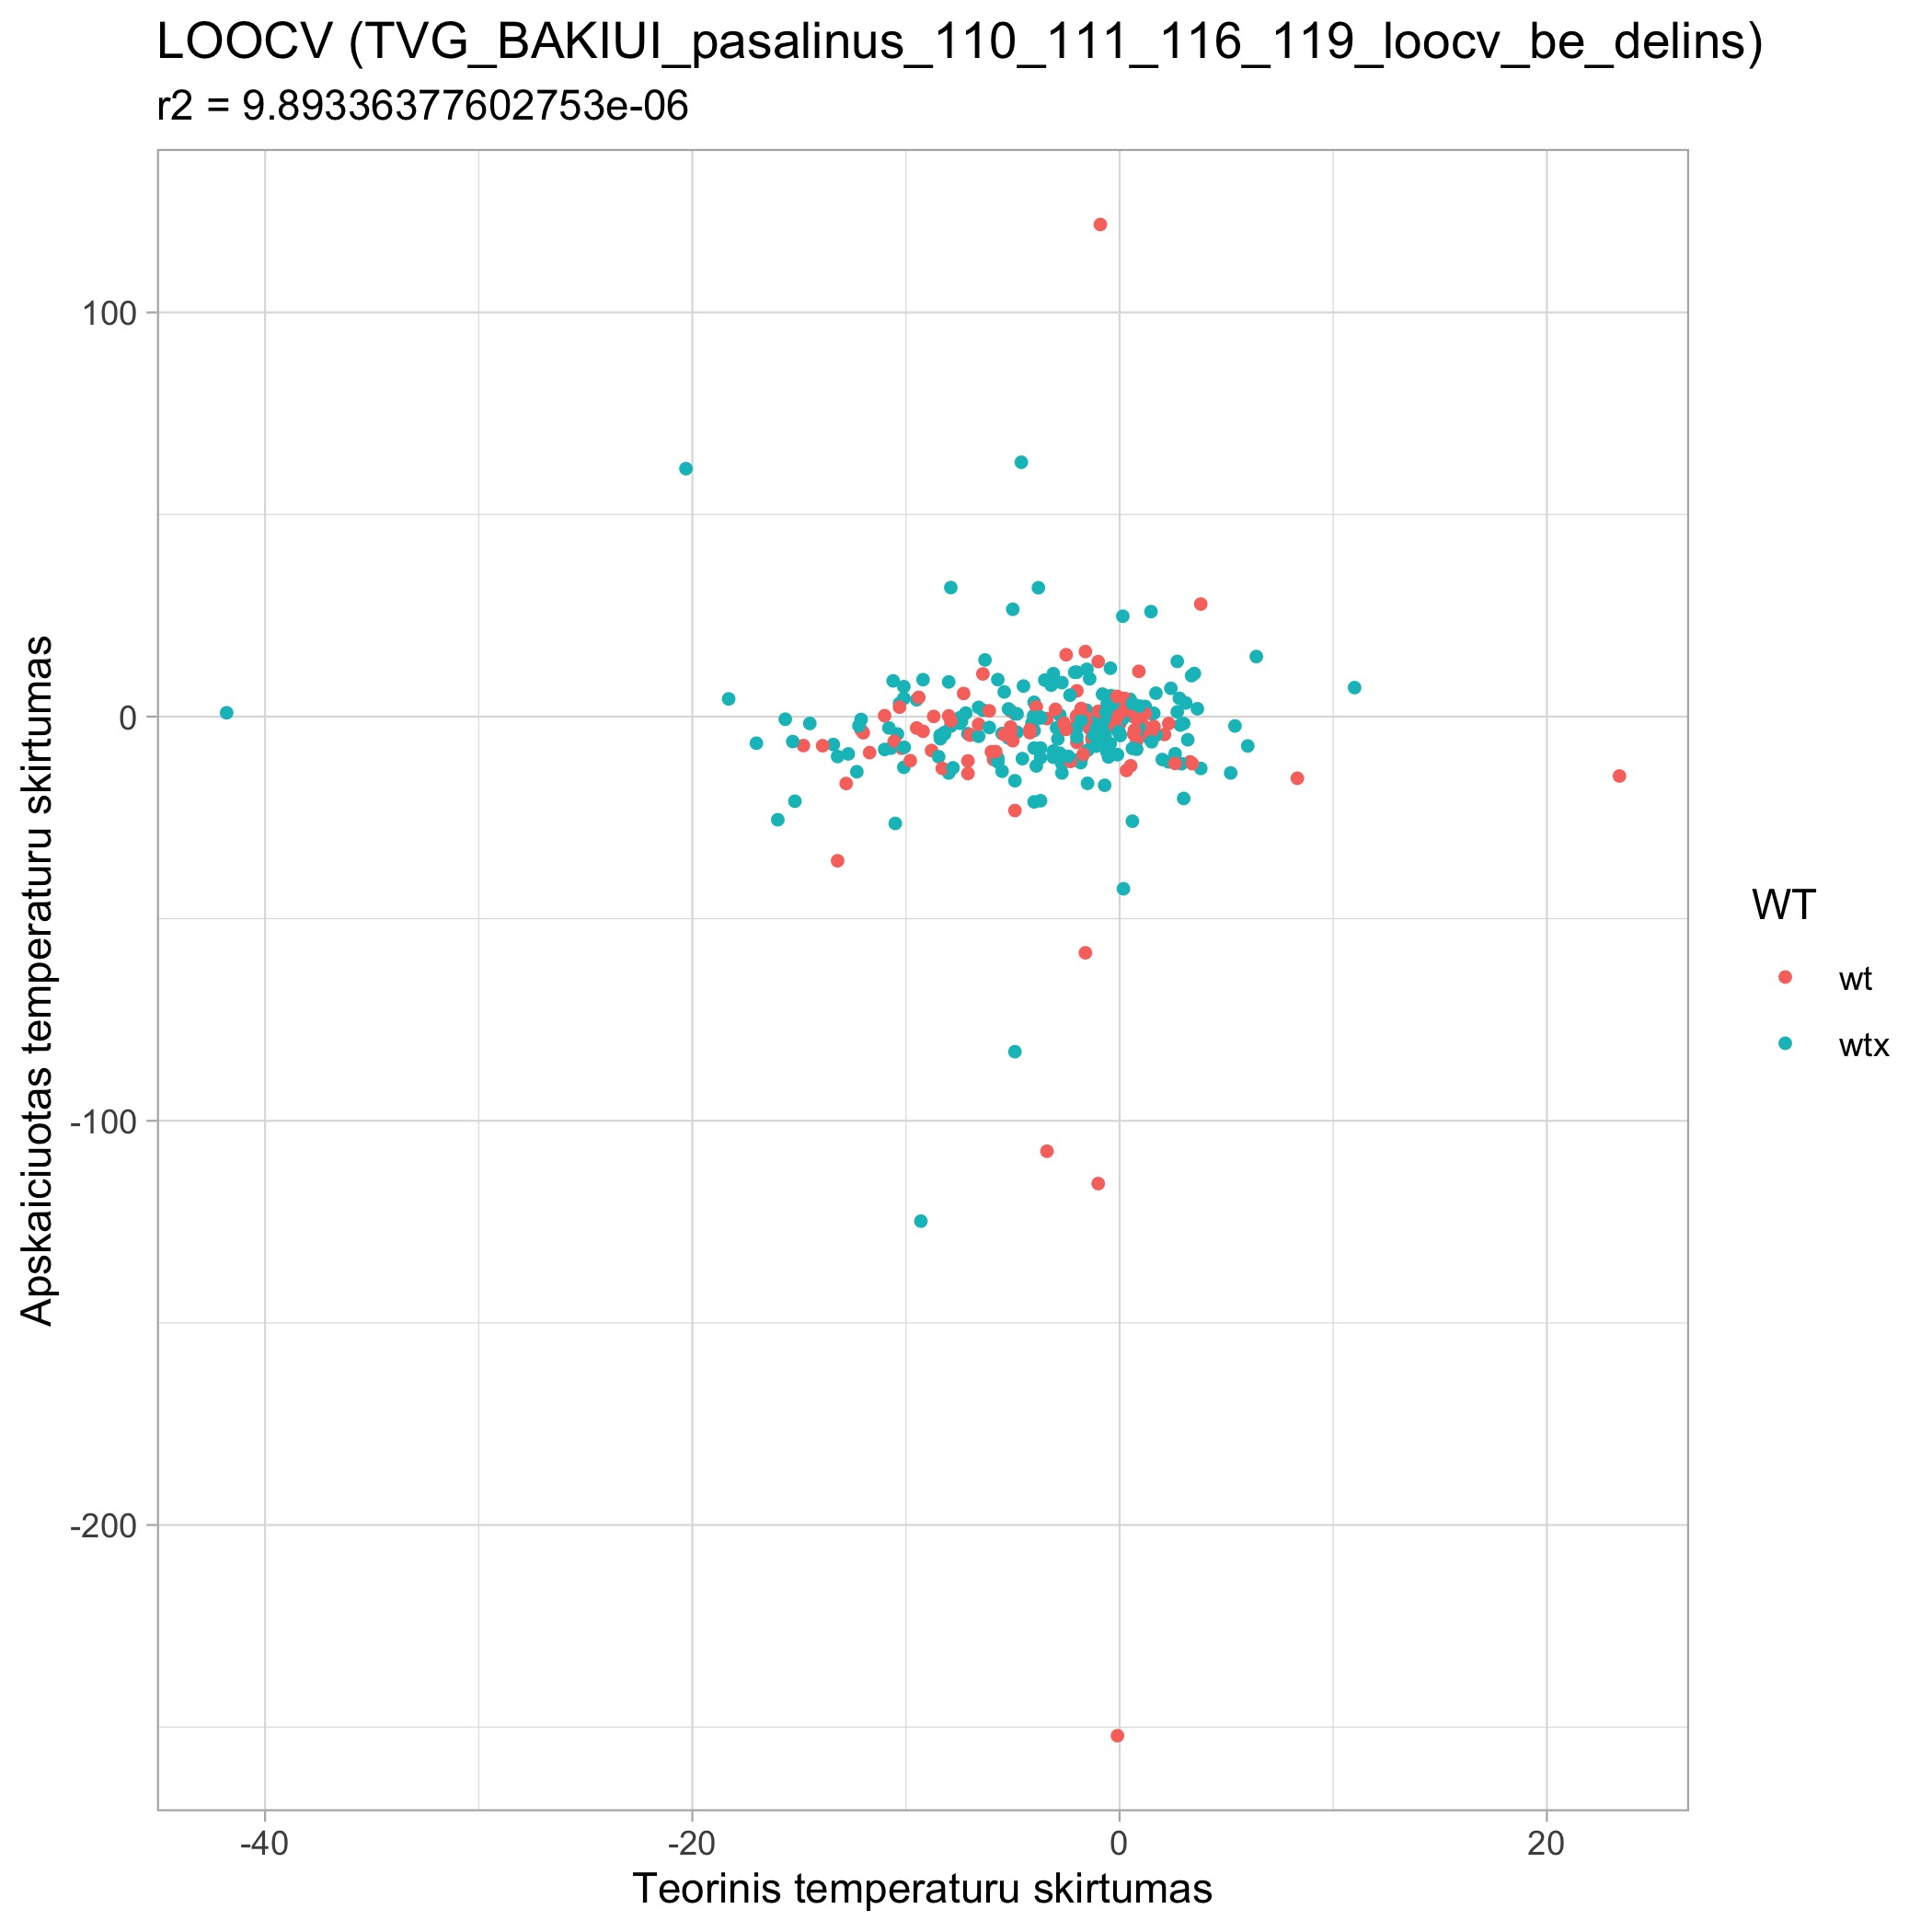 LOOCV (TVG_BAKIUI_pasalinus_110_111_116_119_loocv_be_delins)
r2 = 9.89336377602753e-06
Apskaiciuotas temperaturu skirtumas
100
0
-100
-200
-40
-20
0
20
Teorinis temperaturu skirtumas
WT
wt
wtx